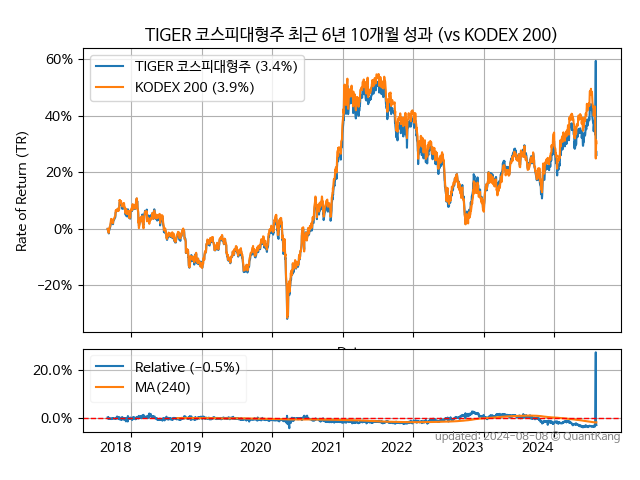 TIGER 코스피대형주 최근 6년 10개월 성과 (vs KODEX 200)
60%
40%
20%
0%
−20%
Rate of Return (TR)
TIGER 코스피대형주 (3.4%)
KODEX 200 (3.9%)
20.0%
0.0%
Relative (−0.5%)
MA(240)
2018 2019 2020 2021 2022 2023 2024
updated: 2024-08-08 © QuantKang